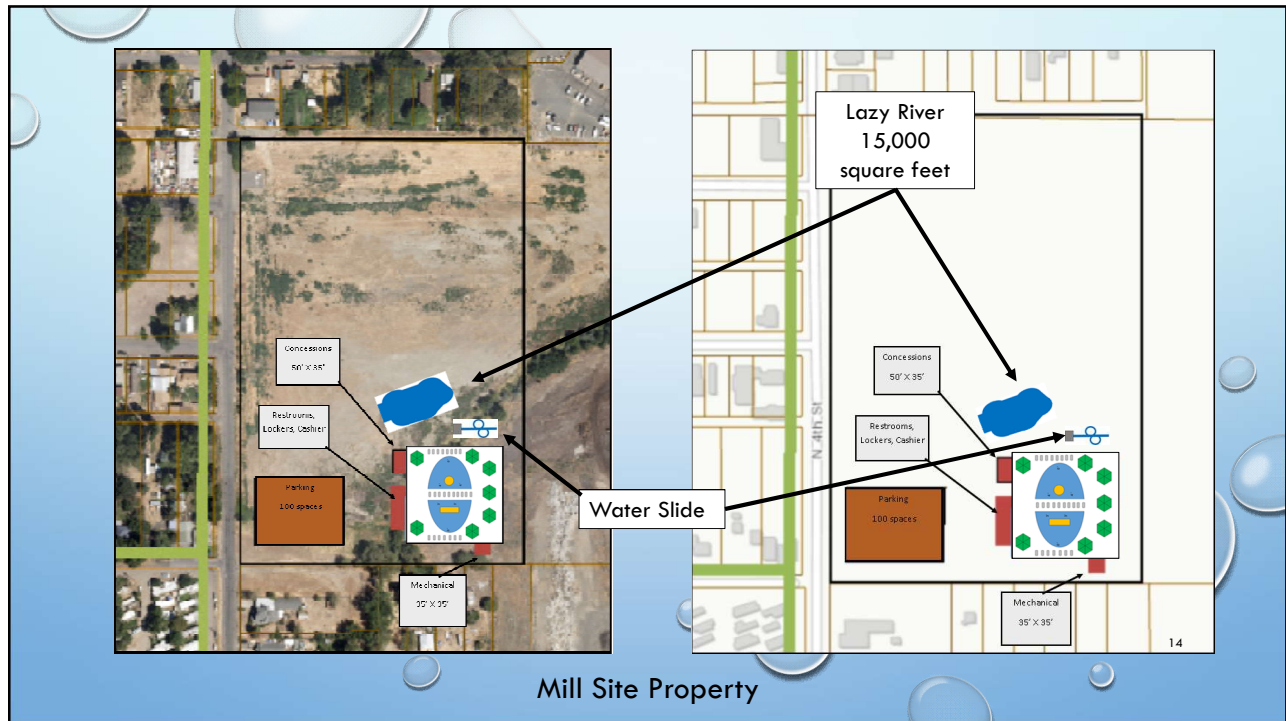 Lazy River
15,000
square feet
Concessions
50' X 35'
Restrooms,
Lockers, Cashier
Parking
100 spaces
Mechanical
35' X 35'
Water Slide
Concessions
50' X 35'
Restrooms,
Lockers, Cashier
N 4th St
Parking
100 spaces
Mechanical
35' X 35'
14
Mill Site Property